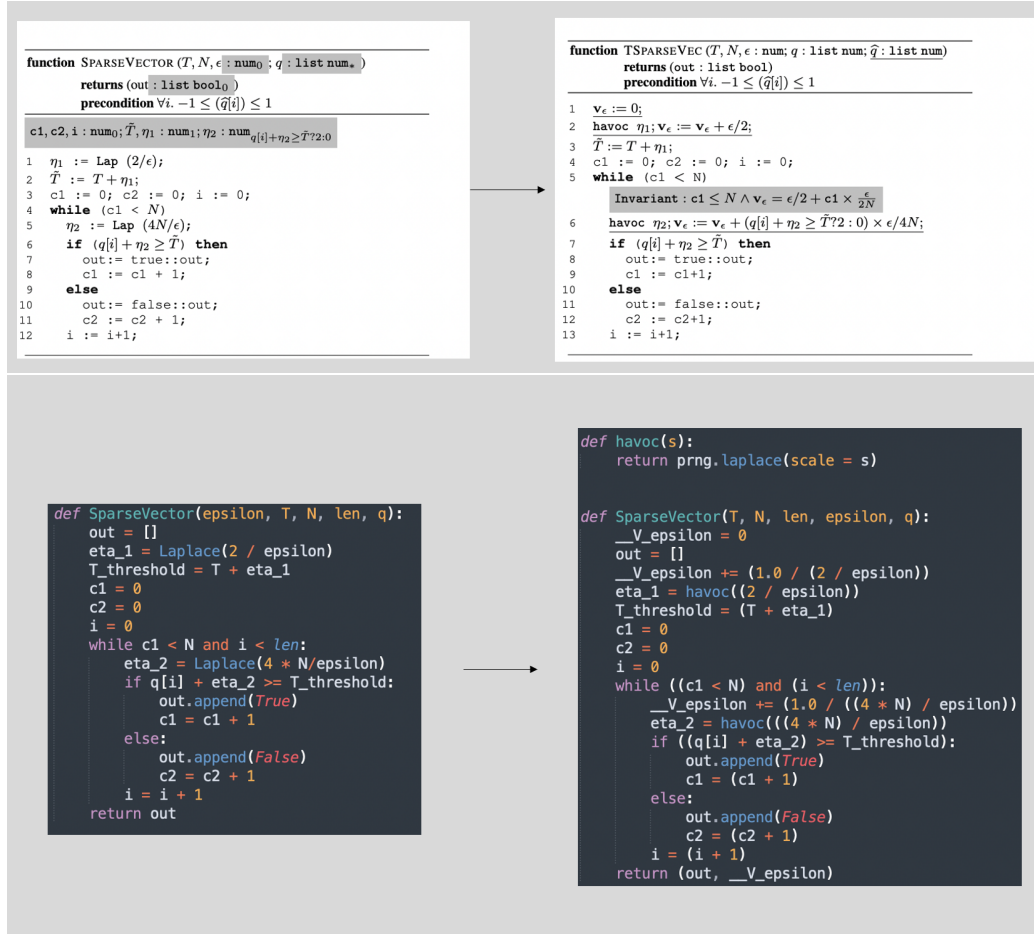 function SPARSEVECTOR (T, N, ϵ : num₀ ; q : list num∗ )
returns (out : list bool₀ )
precondition ∀i. −1 ≤ (q̂[i]) ≤ 1
c1, c2, i : num₀; T̃, η₁ : num₁; η₂ : num_{q[i]+η₂≥T̃?2:0}
1 η₁ := Lap (2/ϵ);
2 T̃ := T + η₁;
3 c1 := 0; c2 := 0; i := 0;
4 while (c1 < N)
5 η₂ := Lap (4N/ϵ);
6 if (q[i] + η₂ ≥ T̃) then
7 out:= true::out;
8 c1 := c1 + 1;
9 else
10 out:= false::out;
11 c2 := c2 + 1;
12 i := i+1;
function TSPARSEVEC (T, N, ϵ : num; q : list num; q̂ : list num)
returns (out : list bool)
precondition ∀i. −1 ≤ (q̂[i]) ≤ 1
1 v_ϵ := 0;
2 havoc η₁; v_ϵ := v_ϵ + ϵ/2;
3 T̃ := T + η₁;
4 c1 := 0; c2 := 0; i := 0;
5 while (c1 < N)
Invariant : c1 ≤ N ∧ v_ϵ = ϵ/2 + c1 × ϵ/2N
6 havoc η₂; v_ϵ := v_ϵ + (q[i] + η₂ ≥ T̃?2 : 0) × ϵ/4N;
7 if (q[i] + η₂ ≥ T̃) then
8 out:= true::out;
9 c1 := c1+1;
10 else
11 out:= false::out;
12 c2 := c2+1;
13 i := i+1;
def SparseVector(epsilon, T, N, len, q):
out = []
eta_1 = Laplace(2 / epsilon)
T_threshold = T + eta_1
c1 = 0
c2 = 0
i = 0
while c1 < N and i < len:
eta_2 = Laplace(4 * N/epsilon)
if q[i] + eta_2 >= T_threshold:
out.append(True)
c1 = c1 + 1
else:
out.append(False)
c2 = c2 + 1
i = i + 1
return out
def havoc(s):
return prng.laplace(scale = s)
def SparseVector(T, N, len, epsilon, q):
__V_epsilon = 0
out = []
__V_epsilon += (1.0 / (2 / epsilon))
eta_1 = havoc((2 / epsilon))
T_threshold = (T + eta_1)
c1 = 0
c2 = 0
i = 0
while ((c1 < N) and (i < len)):
__V_epsilon += (1.0 / ((4 * N) / epsilon))
eta_2 = havoc(((4 * N) / epsilon))
if ((q[i] + eta_2) >= T_threshold):
out.append(True)
c1 = (c1 + 1)
else:
out.append(False)
c2 = (c2 + 1)
i = (i + 1)
return (out, __V_epsilon)